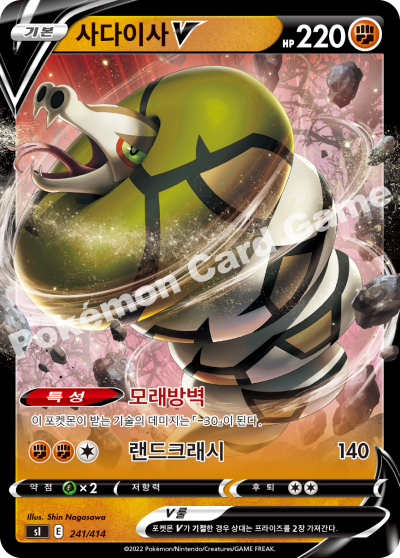 기본 사다이사V HP 220
Pokémon Card Game
특성 모래방벽
이 포켓몬이 받는 기술의 데미지는 「-30」이 된다.
랜드크래시 140
약점 ×2 저항력 후퇴
Illus. Shin Nagasawa
sI E 241/414
V룰
포켓몬 V가 기절한 경우 상대는 프라이즈를 2장 가져간다.
©2022 Pokémon/Nintendo/Creatures/GAME FREAK.